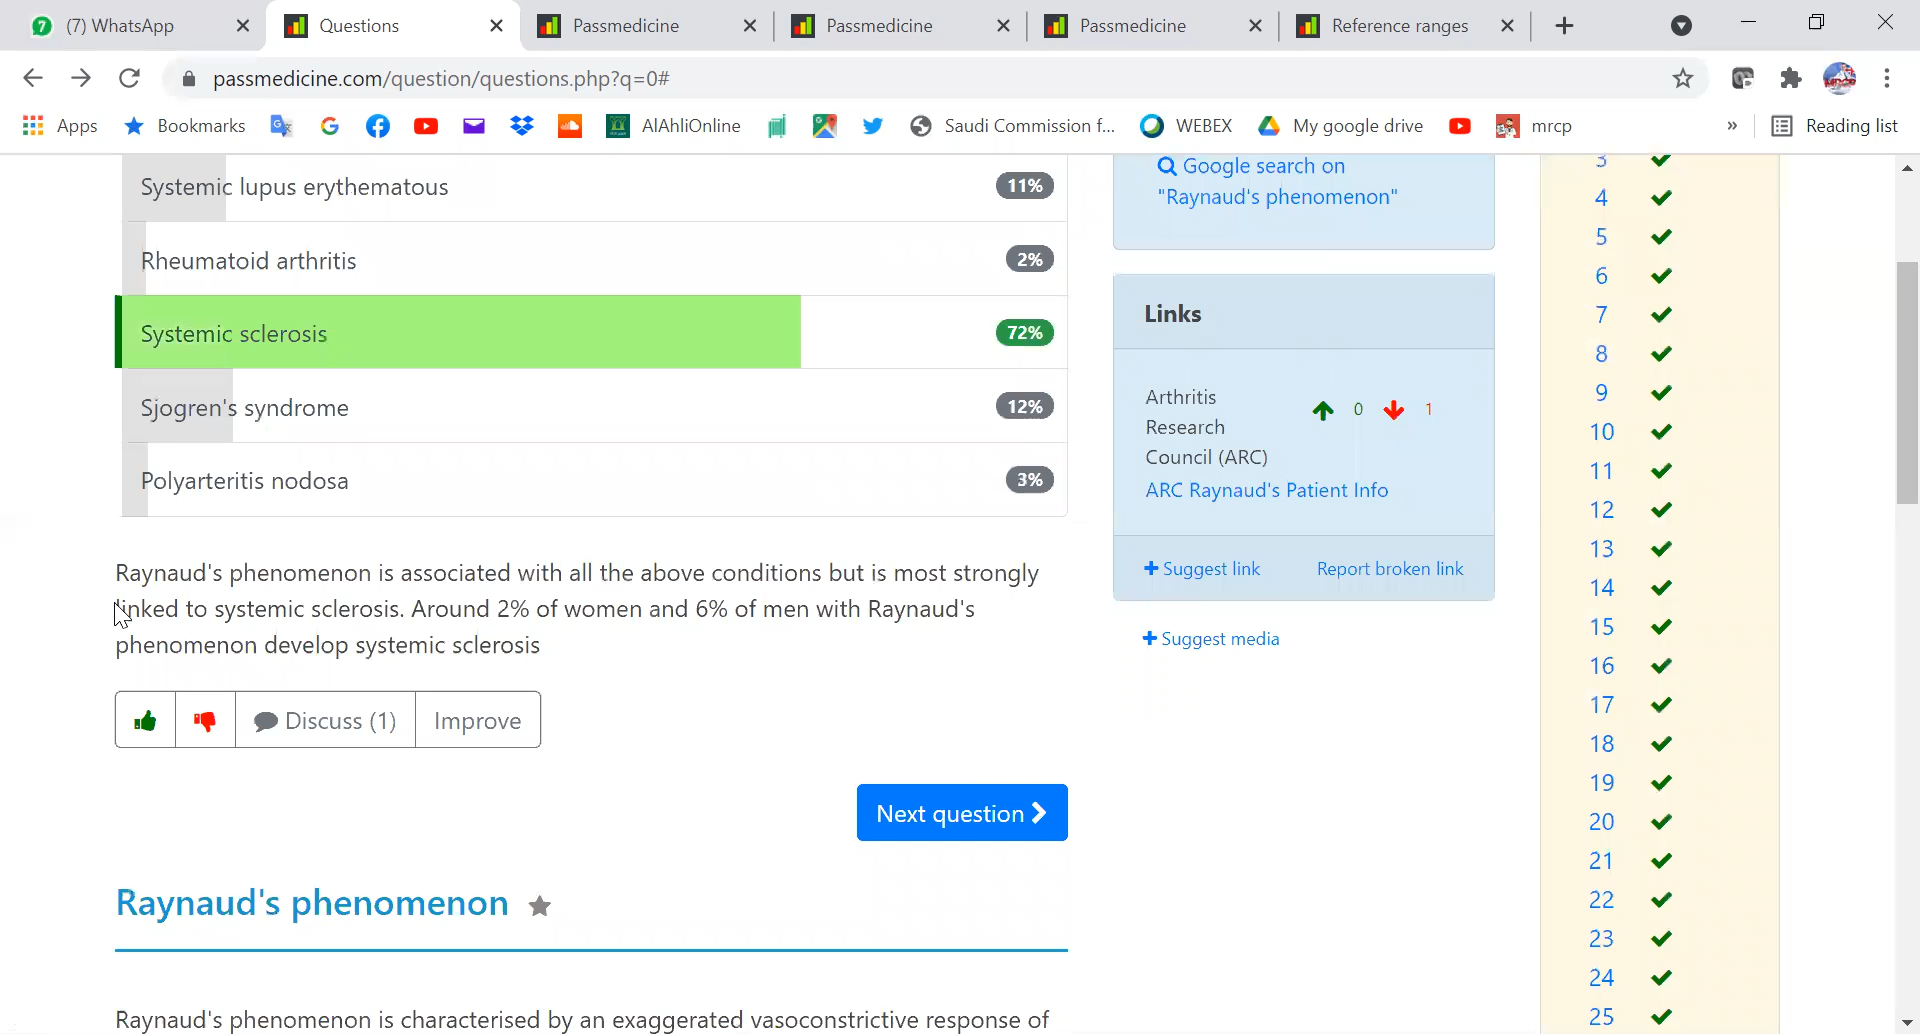 (7) WhatsApp
Questions
Passmedicine
Passmedicine
Passmedicine
Reference ranges
passmedicine.com/question/questions.php?q=0#
Apps
Bookmarks
AlAhliOnline
Saudi Commission f...
WEBEX
My google drive
mrcp
»
Reading list
Systemic lupus erythematous 11%
Rheumatoid arthritis 2%
Systemic sclerosis 72%
Sjogren's syndrome 12%
Polyarteritis nodosa 3%
Raynaud's phenomenon is associated with all the above conditions but is most strongly
linked to systemic sclerosis. Around 2% of women and 6% of men with Raynaud's
phenomenon develop systemic sclerosis
Discuss (1)
Improve
Next question
Raynaud's phenomenon
Raynaud's phenomenon is characterised by an exaggerated vasoconstrictive response of
Google search on
"Raynaud's phenomenon"
Links
Arthritis
Research
Council (ARC)
0 1
ARC Raynaud's Patient Info
Suggest link
Report broken link
Suggest media
3
4
5
6
7
8
9
10
11
12
13
14
15
16
17
18
19
20
21
22
23
24
25